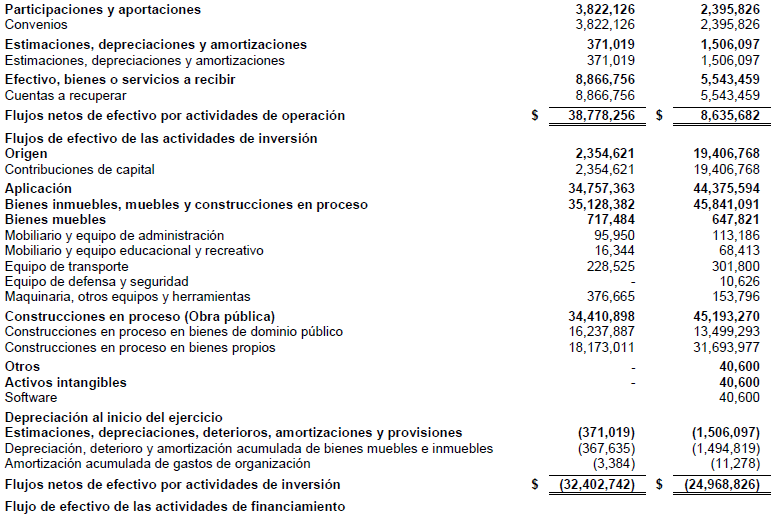 Participaciones y aportaciones 3,822,126 2,395,826
Convenios 3,822,126 2,395,826
Estimaciones, depreciaciones y amortizaciones 371,019 1,506,097
Estimaciones, depreciaciones y amortizaciones 371,019 1,506,097
Efectivo, bienes o servicios a recibir 8,866,756 5,543,459
Cuentas a recuperar 8,866,756 5,543,459
Flujos netos de efectivo por actividades de operación $ 38,778,256 $ 8,635,682
Flujos de efectivo de las actividades de inversión
Origen 2,354,621 19,406,768
Contribuciones de capital 2,354,621 19,406,768
Aplicación 34,757,363 44,375,594
Bienes inmuebles, muebles y construcciones en proceso 35,128,382 45,841,091
Bienes muebles 717,484 647,821
Mobiliario y equipo de administración 95,950 113,186
Mobiliario y equipo educacional y recreativo 16,344 68,413
Equipo de transporte 228,525 301,800
Equipo de defensa y seguridad - 10,626
Maquinaria, otros equipos y herramientas 376,665 153,796
Construcciones en proceso (Obra pública) 34,410,898 45,193,270
Construcciones en proceso en bienes de dominio público 16,237,887 13,499,293
Construcciones en proceso en bienes propios 18,173,011 31,693,977
Otros - 40,600
Activos intangibles - 40,600
Software 40,600
Depreciación al inicio del ejercicio
Estimaciones, depreciaciones, deterioros, amortizaciones y provisiones (371,019) (1,506,097)
Depreciación, deterioro y amortización acumulada de bienes muebles e inmuebles (367,635) (1,494,819)
Amortización acumulada de gastos de organización (3,384) (11,278)
Flujos netos de efectivo por actividades de inversión $ (32,402,742) $ (24,968,826)
Flujo de efectivo de las actividades de financiamiento